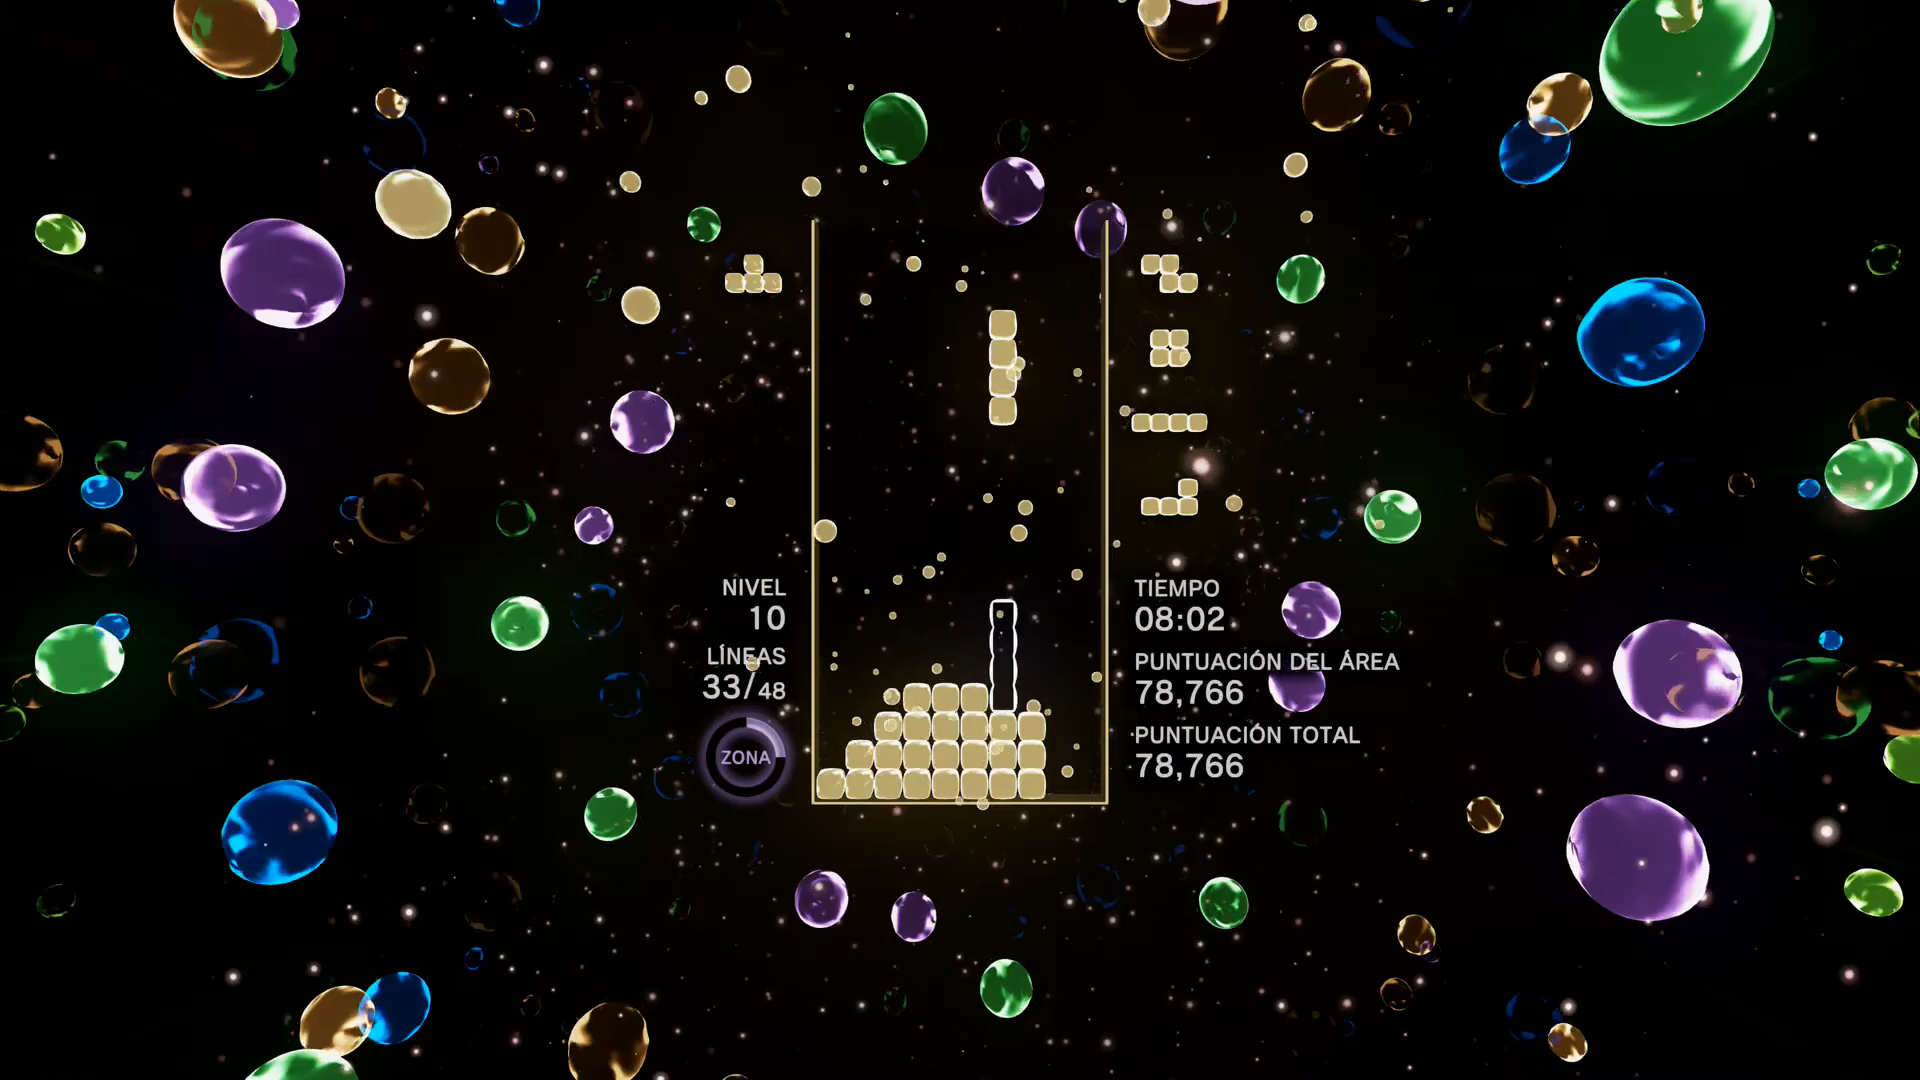 NIVEL
10
LÍNEAS
33/48
ZONA
TIEMPO
08:02
PUNTUACIÓN DEL ÁREA
78,766
PUNTUACIÓN TOTAL
78,766